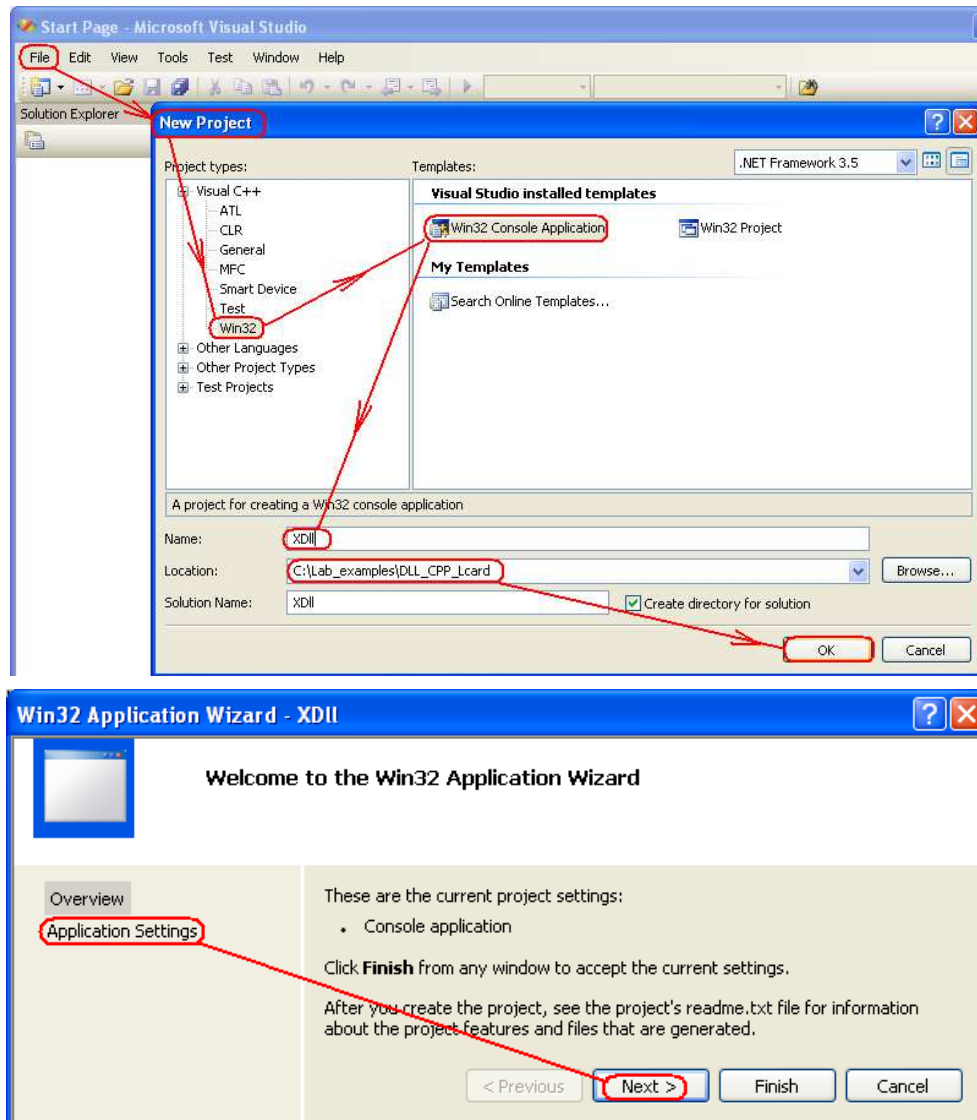 Start Page - Microsoft Visual Studio
File Edit View Tools Test Window Help
Solution Explorer
New Project
Project types:
Templates:
.NET Framework 3.5
Visual C++
ATL
CLR
General
MFC
Smart Device
Test
Win32
Other Languages
Other Project Types
Test Projects
Visual Studio installed templates
Win32 Console Application
Win32 Project
My Templates
Search Online Templates...
A project for creating a Win32 console application
Name: XDll
Location: C:\Lab_examples\DLL_CPP_Lcard Browse...
Solution Name: XDll Create directory for solution
OK Cancel
Win32 Application Wizard - XDll
Welcome to the Win32 Application Wizard
Overview
Application Settings
These are the current project settings:
• Console application
Click Finish from any window to accept the current settings.
After you create the project, see the project's readme.txt file for information
about the project features and files that are generated.
< Previous Next > Finish Cancel